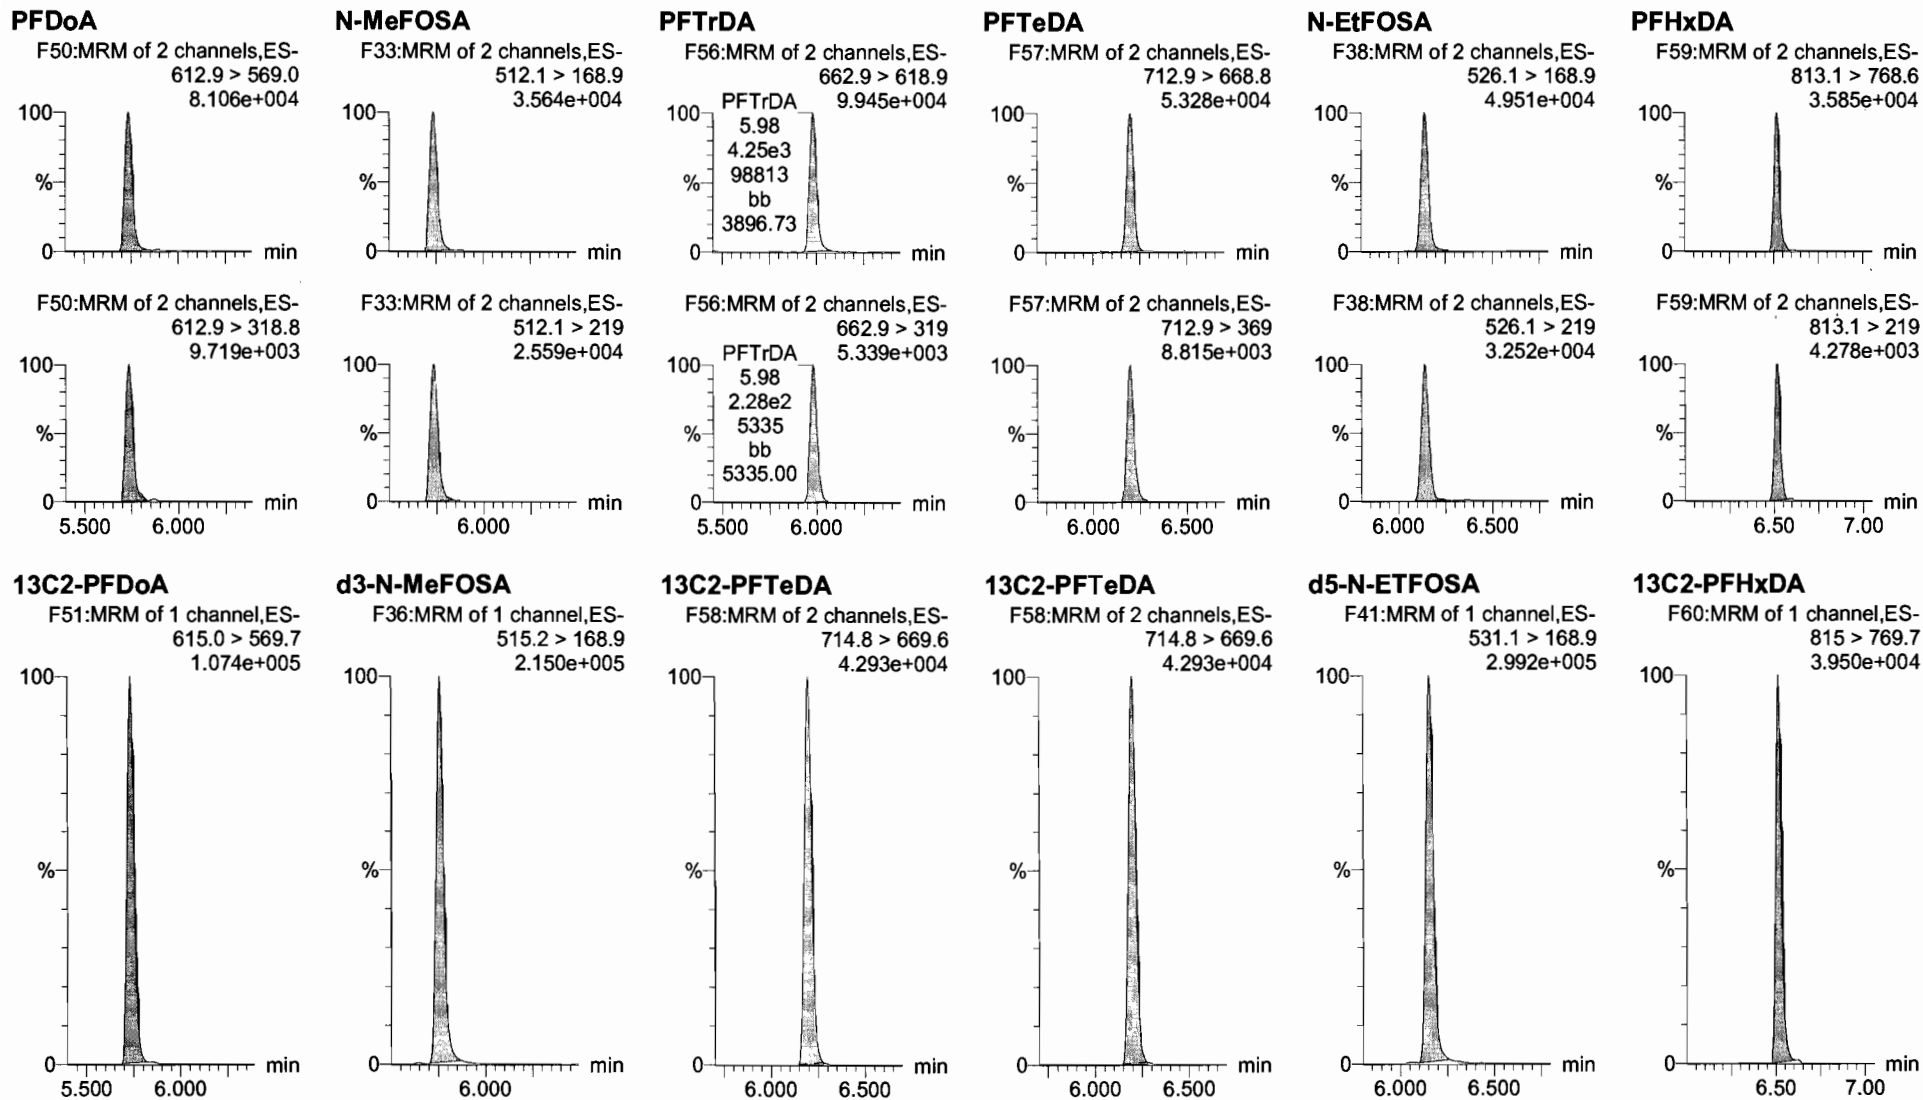 PFDoA
F50:MRM of 2 channels,ES-
612.9 > 569.0
8.106e+004
100
%
0
min
N-MeFOSA
F33:MRM of 2 channels,ES-
512.1 > 168.9
3.564e+004
100
%
0
min
PFTrDA
F56:MRM of 2 channels,ES-
662.9 > 618.9
9.945e+004
PFTrDA
5.98
4.25e3
98813
bb
3896.73
100
%
0
min
PFTeDA
F57:MRM of 2 channels,ES-
712.9 > 668.8
5.328e+004
100
%
0
min
N-EtFOSA
F38:MRM of 2 channels,ES-
526.1 > 168.9
4.951e+004
100
%
0
min
PFHxDA
F59:MRM of 2 channels,ES-
813.1 > 768.6
3.585e+004
100
%
0
min
F50:MRM of 2 channels,ES-
612.9 > 318.8
9.719e+003
100
%
0
min
5.500 6.000
F33:MRM of 2 channels,ES-
512.1 > 219
2.559e+004
100
%
0
min
6.000
F56:MRM of 2 channels,ES-
662.9 > 319
5.339e+003
PFTrDA
5.98
2.28e2
5335
bb
5335.00
100
%
0
min
5.500 6.000
F57:MRM of 2 channels,ES-
712.9 > 369
8.815e+003
100
%
0
min
6.000 6.500
F38:MRM of 2 channels,ES-
526.1 > 219
3.252e+004
100
%
0
min
6.000 6.500
F59:MRM of 2 channels,ES-
813.1 > 219
4.278e+003
100
%
0
min
6.50 7.00
13C2-PFDoA
F51:MRM of 1 channel,ES-
615.0 > 569.7
1.074e+005
100
%
0
min
5.500 6.000
d3-N-MeFOSA
F36:MRM of 1 channel,ES-
515.2 > 168.9
2.150e+005
100
%
0
min
6.000
13C2-PFTeDA
F58:MRM of 2 channels,ES-
714.8 > 669.6
4.293e+004
100
%
0
min
6.000 6.500
13C2-PFTeDA
F58:MRM of 2 channels,ES-
714.8 > 669.6
4.293e+004
100
%
0
min
6.000 6.500
d5-N-ETFOSA
F41:MRM of 1 channel,ES-
531.1 > 168.9
2.992e+005
100
%
0
min
6.000 6.500
13C2-PFHxDA
F60:MRM of 1 channel,ES-
815 > 769.7
3.950e+004
100
%
0
min
6.50 7.00